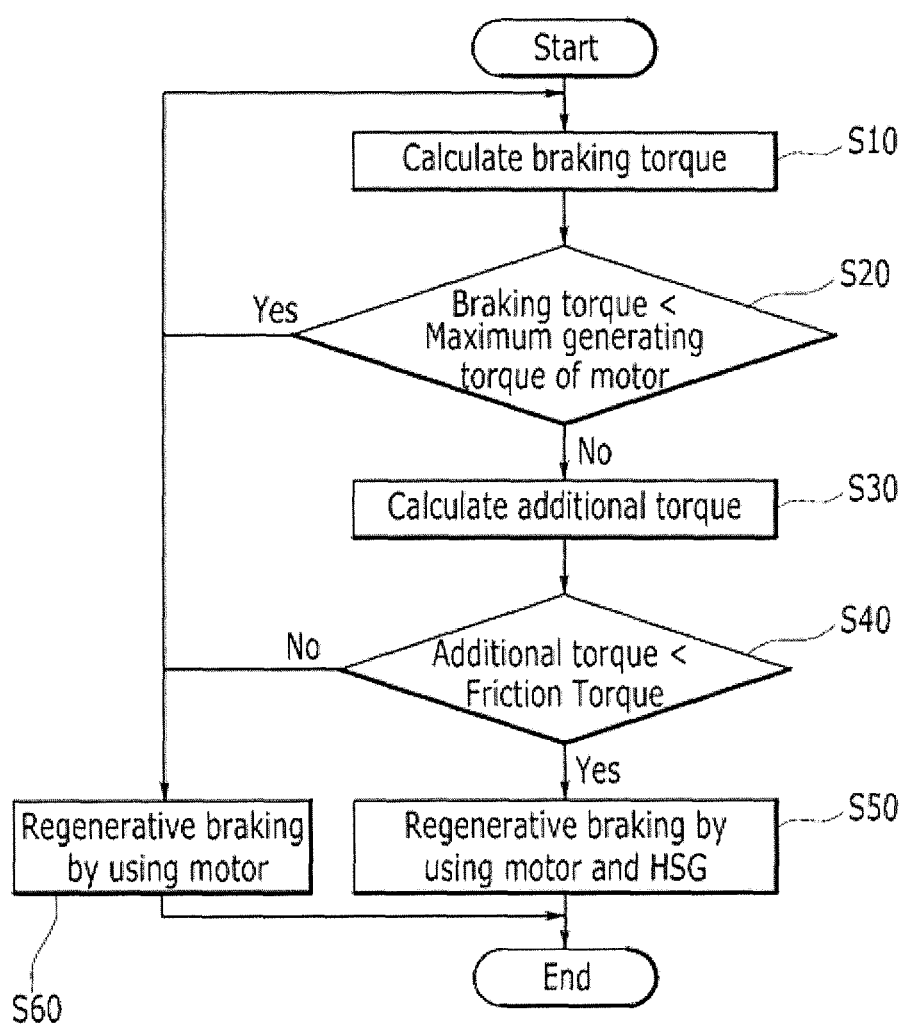 Start
Calculate braking torque
S10
S20
Braking torque <
Maximum generating
torque of motor
Yes
No
Calculate additional torque
S30
S40
Additional torque <
Friction Torque
No
Yes
Regenerative braking
by using motor
Regenerative braking by
using motor and HSG
S50
End
S60